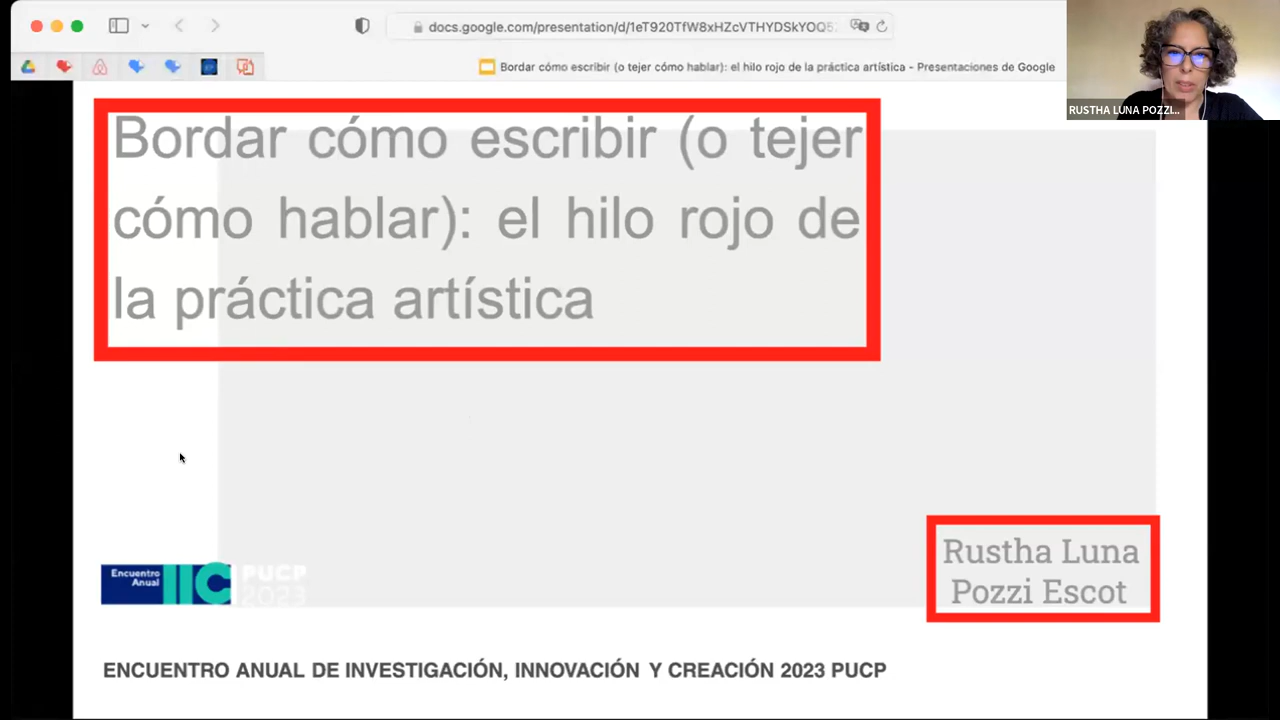 docs.google.com/presentation/d/1eT920TfW8xHZcVTHYDSkYOQ5
Bordar cómo escribir (o tejer cómo hablar): el hilo rojo de la práctica artística - Presentaciones de Google
RUSTHA LUNA POZZI...
Bordar cómo escribir (o tejer
cómo hablar): el hilo rojo de
la práctica artística
Rustha Luna
Pozzi Escot
Encuentro
Anual
IIC
PUCP
2023
ENCUENTRO ANUAL DE INVESTIGACIÓN, INNOVACIÓN Y CREACIÓN 2023 PUCP